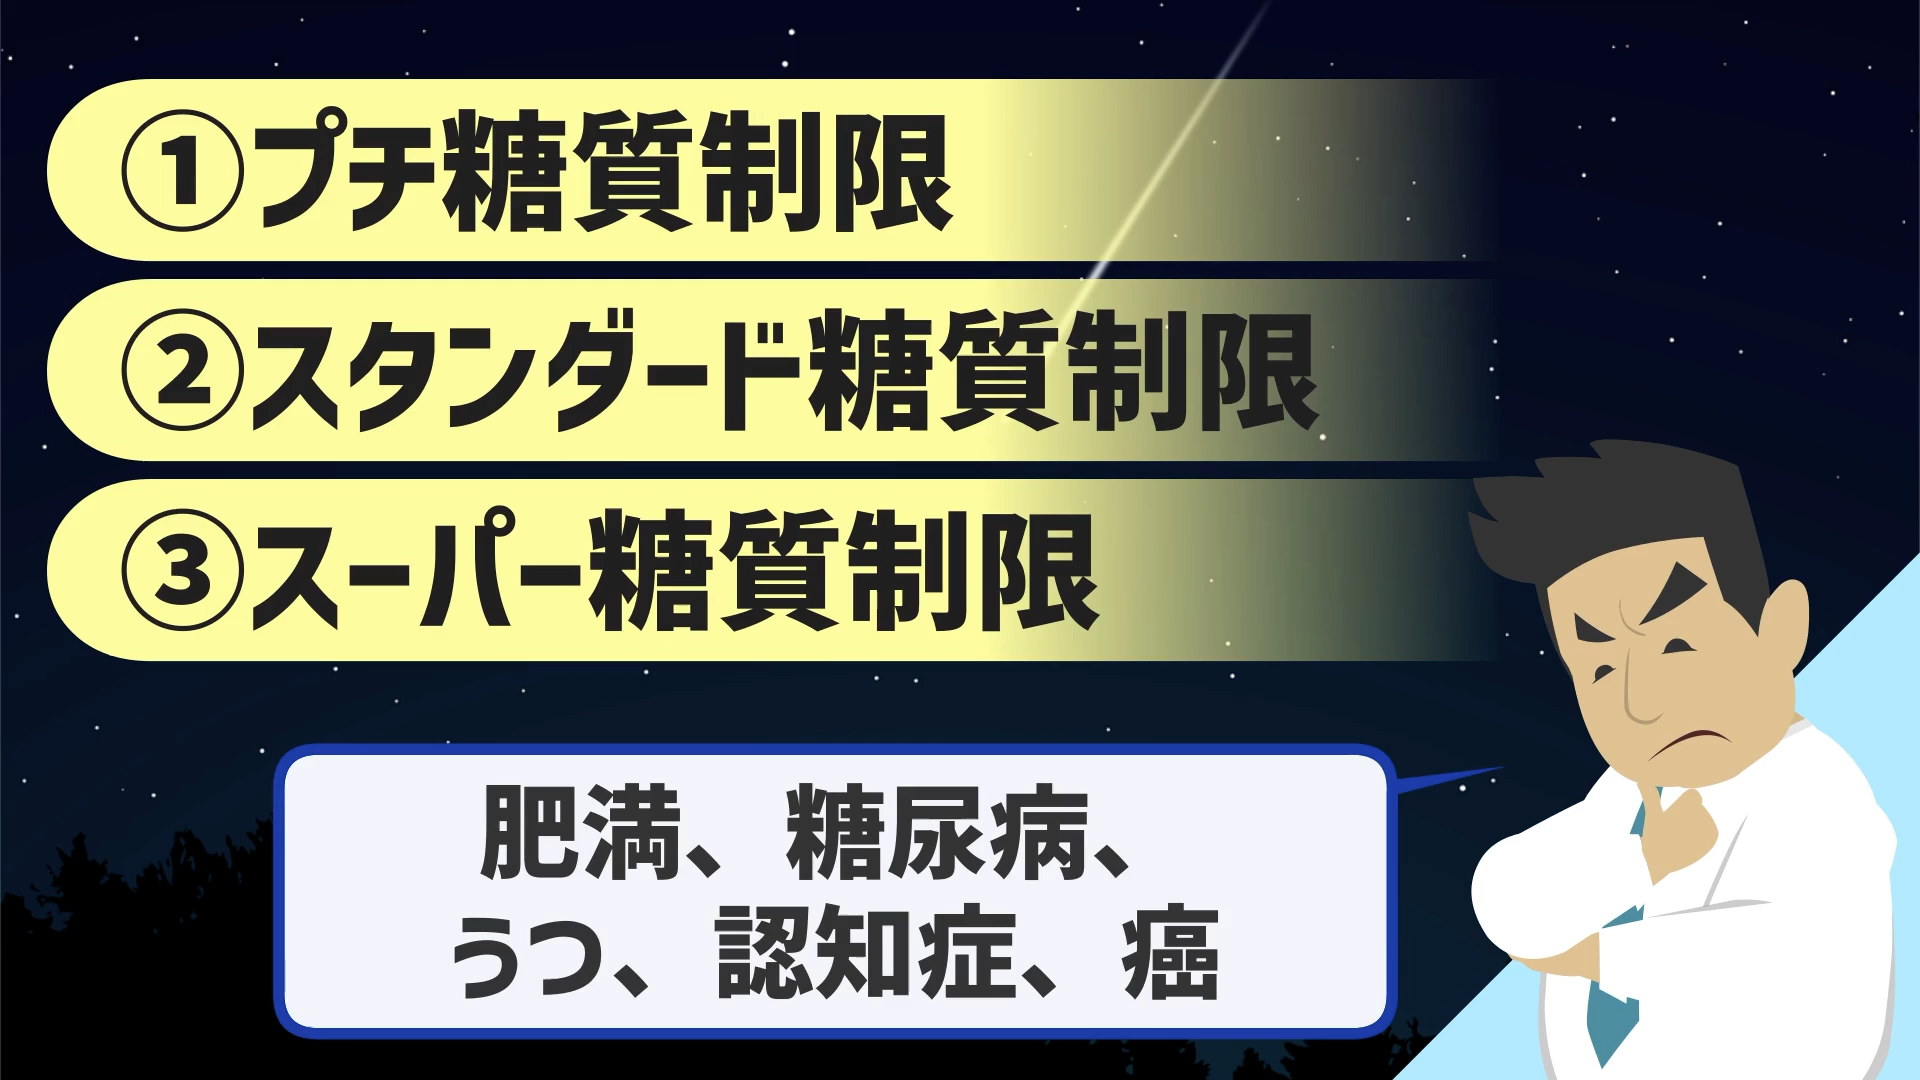 ①プチ糖質制限
②スタンダード糖質制限
③スーパー糖質制限
肥満、糖尿病、
うつ、認知症、癌